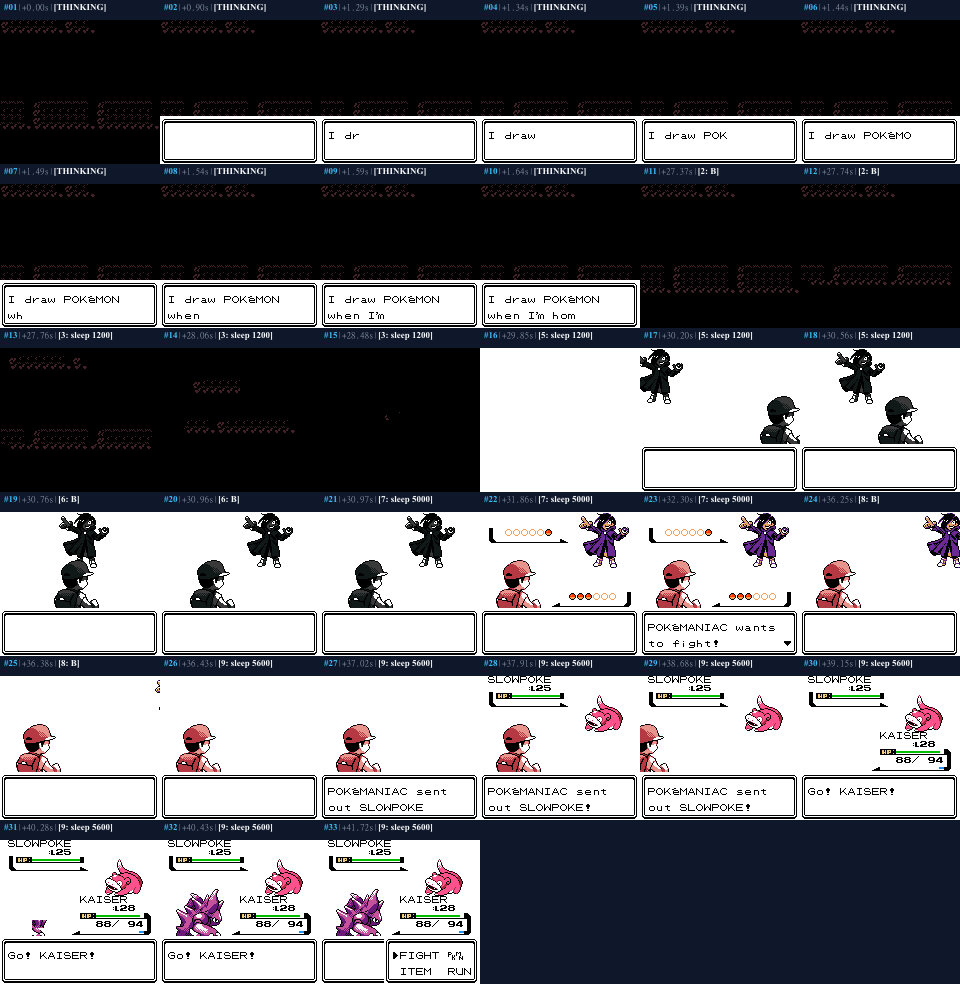 #01|+0.00s|[THINKING]
#02|+0.90s|[THINKING]
#03|+1.29s|[THINKING]
I dr
#04|+1.34s|[THINKING]
I draw
#05|+1.39s|[THINKING]
I draw POK
#06|+1.44s|[THINKING]
I draw POKéMO
#07|+1.49s|[THINKING]
I draw POKéMON
wh
#08|+1.54s|[THINKING]
I draw POKéMON
when
#09|+1.59s|[THINKING]
I draw POKéMON
when I'm
#10|+1.64s|[THINKING]
I draw POKéMON
when I'm hom
#11|+27.37s|[2: B]
#12|+27.74s|[2: B]
#13|+27.76s|[3: sleep 1200]
#14|+28.06s|[3: sleep 1200]
#15|+28.48s|[3: sleep 1200]
#16|+29.85s|[5: sleep 1200]
#17|+30.20s|[5: sleep 1200]
#18|+30.56s|[5: sleep 1200]
#19|+30.76s|[6: B]
#20|+30.96s|[6: B]
#21|+30.97s|[7: sleep 5000]
#22|+31.86s|[7: sleep 5000]
#23|+32.30s|[7: sleep 5000]
POKéMANIAC wants
to fight!
#24|+36.25s|[8: B]
#25|+36.38s|[8: B]
#26|+36.43s|[9: sleep 5600]
#27|+37.02s|[9: sleep 5600]
POKéMANIAC sent
out SLOWPOKE
#28|+37.91s|[9: sleep 5600]
SLOWPOKE
:L25
HP:
POKéMANIAC sent
out SLOWPOKE!
#29|+38.68s|[9: sleep 5600]
SLOWPOKE
:L25
HP:
POKéMANIAC sent
out SLOWPOKE!
#30|+39.15s|[9: sleep 5600]
SLOWPOKE
:L25
HP:
KAISER
:L28
HP:
88/ 94
Go! KAISER!
#31|+40.28s|[9: sleep 5600]
SLOWPOKE
:L25
HP:
KAISER
:L28
HP:
88/ 94
Go! KAISER!
#32|+40.43s|[9: sleep 5600]
SLOWPOKE
:L25
HP:
KAISER
:L28
HP:
88/ 94
Go! KAISER!
#33|+41.72s|[9: sleep 5600]
SLOWPOKE
:L25
HP:
KAISER
:L28
HP:
88/ 94
FIGHT PKMN
ITEM RUN